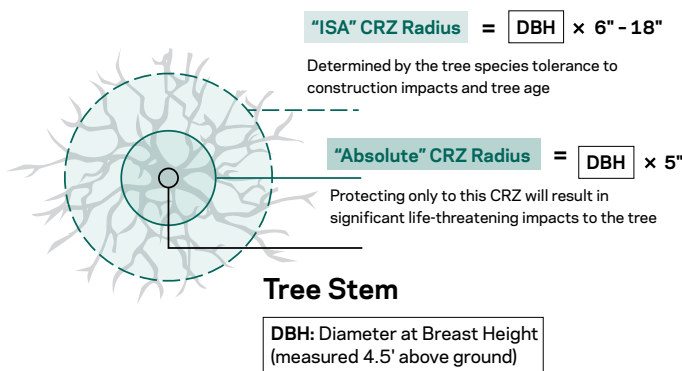 “ISA” CRZ Radius = DBH × 6" - 18"
Determined by the tree species tolerance to
construction impacts and tree age
“Absolute” CRZ Radius = DBH × 5"
Protecting only to this CRZ will result in
significant life-threatening impacts to the tree
Tree Stem
DBH: Diameter at Breast Height
(measured 4.5' above ground)